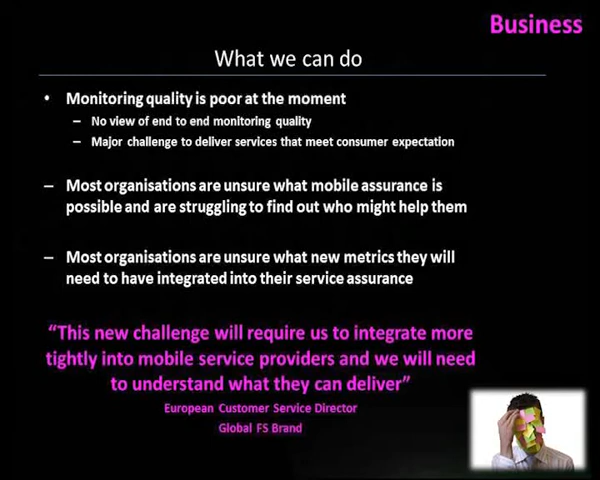 Business
What we can do
• Monitoring quality is poor at the moment
– No view of end to end monitoring quality
– Major challenge to deliver services that meet consumer expectation
– Most organisations are unsure what mobile assurance is
possible and are struggling to find out who might help them
– Most organisations are unsure what new metrics they will
need to have integrated into their service assurance
“This new challenge will require us to integrate more
tightly into mobile service providers and we will need
to understand what they can deliver”
European Customer Service Director
Global FS Brand